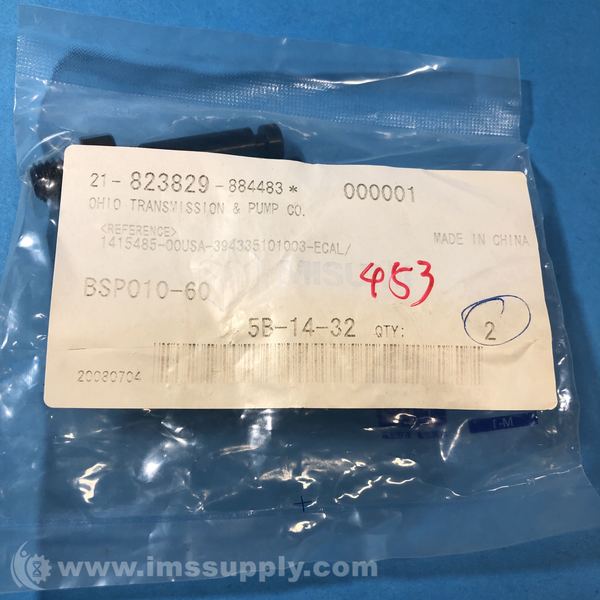 21- 823829 -884483* 000001
OHIO TRANSMISSION & PUMP CO.
<REFERENCE> MADE IN CHINA
1415485-00USA-394335101003-ECAL/
MISUMI
453
BSP010-60
5B-14-32 QTY: 2
20080704
www.imssupply.com